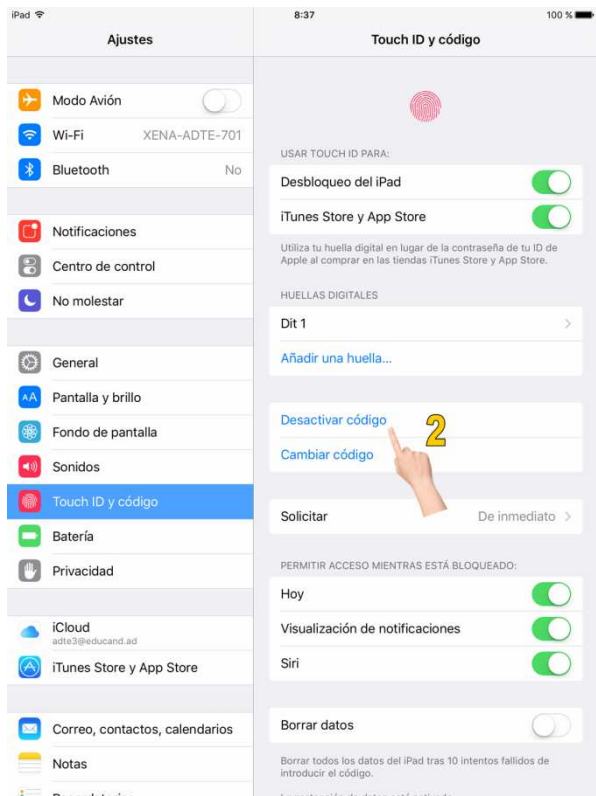 iPad 8:37 100 %
Ajustes
Modo Avión
Wi-Fi XENA-ADTE-701
Bluetooth No
Notificaciones
Centro de control
No molestar
General
Pantalla y brillo
Fondo de pantalla
Sonidos
Touch ID y código
Batería
Privacidad
iCloud
adte3@educand.ad
iTunes Store y App Store
Correo, contactos, calendarios
Notas
Touch ID y código
USAR TOUCH ID PARA:
Desbloqueo del iPad
iTunes Store y App Store
Utiliza tu huella digital en lugar de la contraseña de tu ID de
Apple al comprar en las tiendas iTunes Store y App Store.
HUELLAS DIGITALES
Dit 1
Añadir una huella...
Desactivar código
2
Cambiar código
Solicitar De inmediato
PERMITIR ACCESO MIENTRAS ESTÁ BLOQUEADO:
Hoy
Visualización de notificaciones
Siri
Borrar datos
Borrar todos los datos del iPad tras 10 intentos fallidos de
introducir el código.